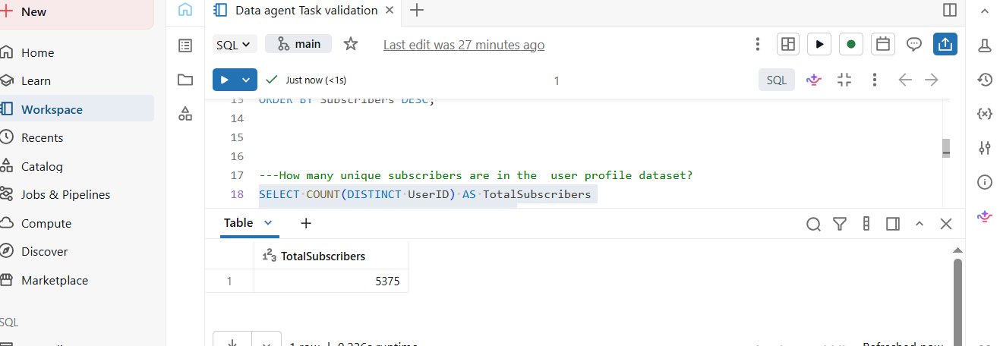 New
Home
Learn
Workspace
Recents
Catalog
Jobs & Pipelines
Compute
Discover
Marketplace
SQL
Data agent Task validation
SQL
main
Last edit was 27 minutes ago
Just now (<1s)
1
SQL
13 ORDER BY Subscribers DESC;
14
15
16
17 ---How many unique subscribers are in the  user profile dataset?
18 SELECT COUNT(DISTINCT UserID) AS TotalSubscribers
Table
TotalSubscribers
1 5375
1 row | 0.226s runtime
Refreshed now